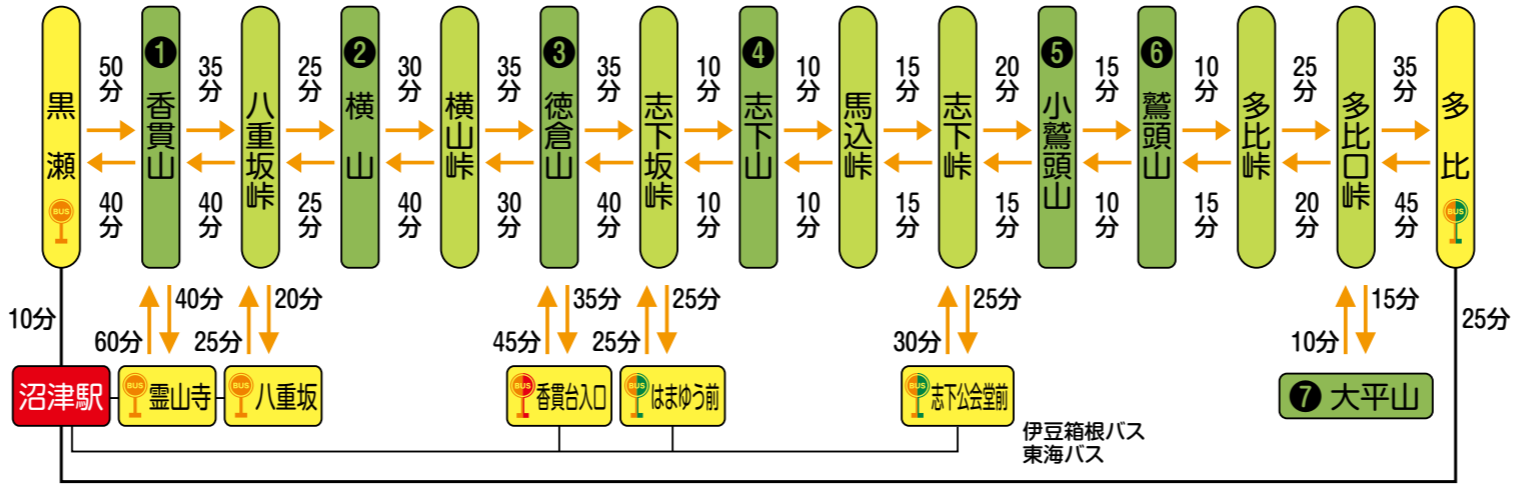 50分
35分
25分
30分
35分
35分
10分
10分
15分
20分
15分
10分
25分
35分
黒瀬
BUS
❶香貫山
八重坂峠
❷横山
横山峠
❸徳倉山
志下坂峠
❹志下山
馬込峠
志下峠
❺小鷲頭山
❻鷲頭山
多比峠
多比口峠
多比
BUS
40分
40分
25分
40分
30分
40分
10分
10分
15分
15分
10分
15分
20分
45分
10分
60分
40分
25分
20分
45分
35分
25分
25分
30分
25分
10分
15分
25分
沼津駅
BUS 霊山寺
BUS 八重坂
BUS 香貫台入口
BUS はまゆう前
BUS 志下公会堂前
❼ 大平山
伊豆箱根バス
東海バス